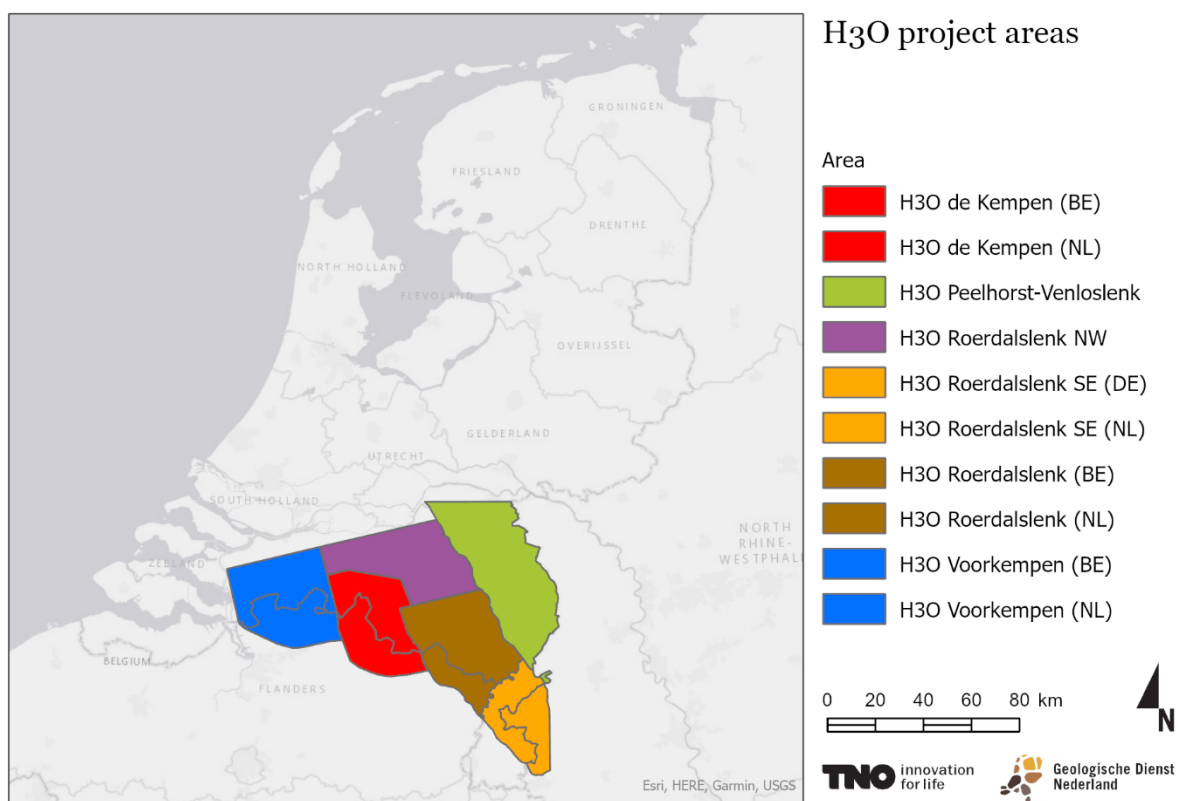 H3O project areas
GRONINGEN
FRIESLAND
DRENTHE
NORTH HOLLAND
FLEVOLAND
OVERIJSSEL
GELDERLAND
UTRECHT
SOUTH HOLLAND
NORTH
RHINE-
WESTPHAL
ZEELAND
BELGIUM
FLANDERS
Esri, HERE, Garmin, USGS
Area
H3O de Kempen (BE)
H3O de Kempen (NL)
H3O Peelhorst-Venloslenk
H3O Roerdalslenk NW
H3O Roerdalslenk SE (DE)
H3O Roerdalslenk SE (NL)
H3O Roerdalslenk (BE)
H3O Roerdalslenk (NL)
H3O Voorkempen (BE)
H3O Voorkempen (NL)
0 20 40 60 80 km
N
TNO innovation
for life
Geologische Dienst
Nederland